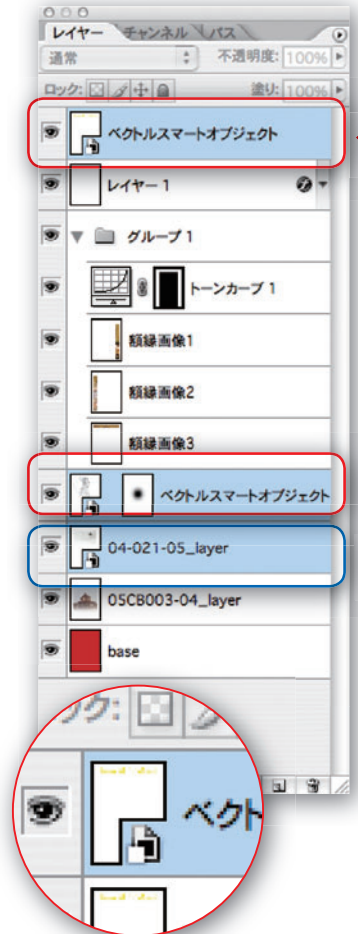 レイヤー チャンネル パス
通常 不透明度: 100%
ロック: 塗り: 100%
ベクトルスマートオブジェクト
レイヤー 1
グループ 1
トーンカーブ 1
額縁画像1
額縁画像2
額縁画像3
ベクトルスマートオブジェクト
04-021-05_layer
05CB003-04_layer
base
ック:
ベクト